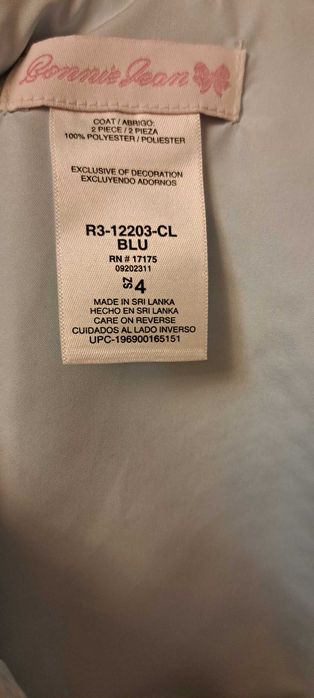 Bonnie Jean
COAT / ABRIGO:
2 PIECE / 2 PIEZA
100% POLYESTER / POLIESTER
EXCLUSIVE OF DECORATION
EXCLUYENDO ADORNOS
R3-12203-CL
BLU
RN # 17175
09202311
SZ 4
MADE IN SRI LANKA
HECHO EN SRI LANKA
CARE ON REVERSE
CUIDADOS AL LADO INVERSO
UPC-196900165151